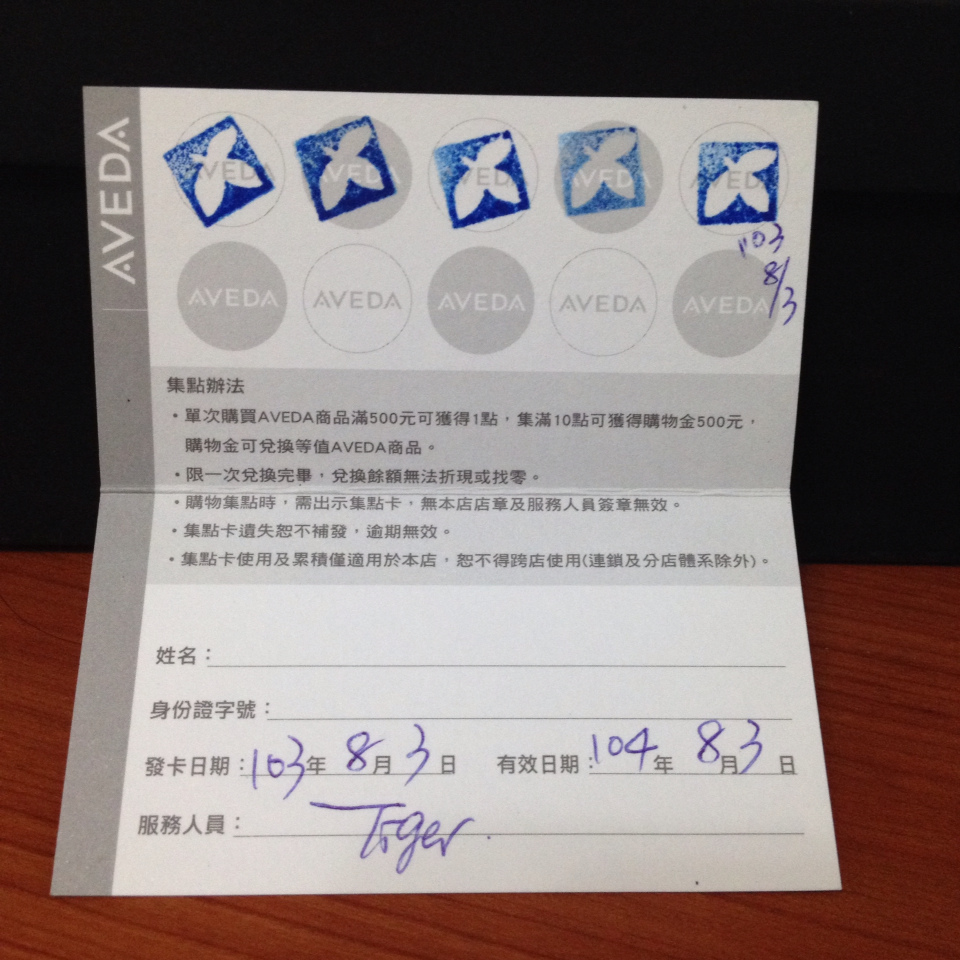 AVEDA
AVEDA AVEDA AVEDA AVEDA AVEDA
103
8/3
AVEDA AVEDA AVEDA AVEDA AVEDA
集點辦法
・單次購買AVEDA商品滿500元可獲得1點，集滿10點可獲得購物金500元，
購物金可兌換等值AVEDA商品。
・限一次兌換完畢，兌換餘額無法折現或找零。
・購物集點時，需出示集點卡，無本店店章及服務人員簽章無效。
・集點卡遺失恕不補發，逾期無效。
・集點卡使用及累積僅適用於本店，恕不得跨店使用(連鎖及分店體系除外)。
姓名：
身份證字號：
發卡日期：103年 8月 3日 有效日期：104年 8月3日
服務人員：Tiger